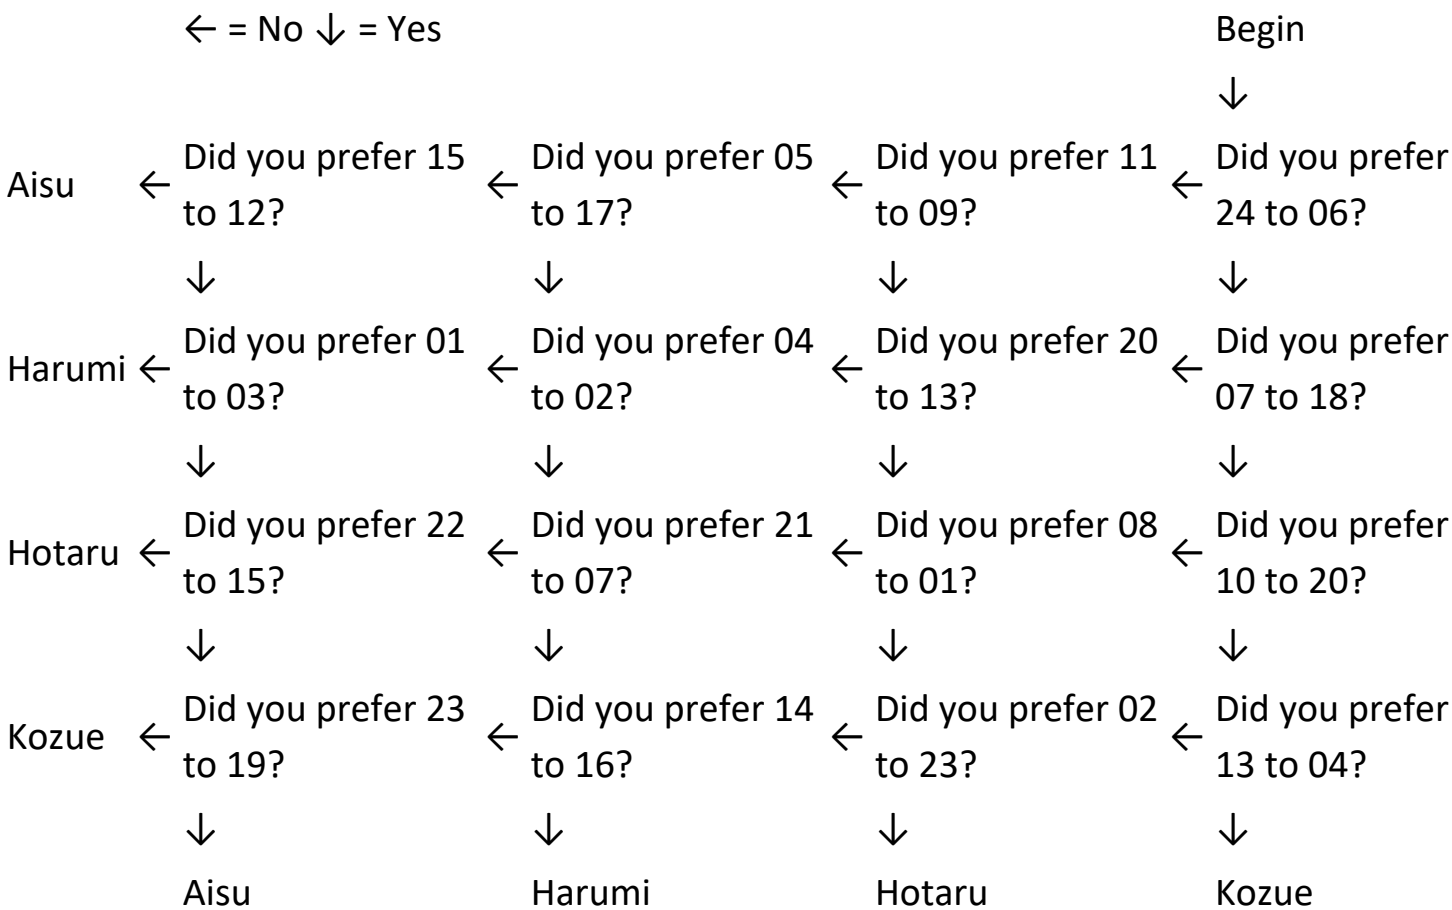 ← = No ↓ = Yes Begin
↓
Aisu ← Did you prefer 15 to 12? ← Did you prefer 05 to 17? ← Did you prefer 11 to 09? ← Did you prefer 24 to 06?
↓ ↓ ↓ ↓
Harumi ← Did you prefer 01 to 03? ← Did you prefer 04 to 02? ← Did you prefer 20 to 13? ← Did you prefer 07 to 18?
↓ ↓ ↓ ↓
Hotaru ← Did you prefer 22 to 15? ← Did you prefer 21 to 07? ← Did you prefer 08 to 01? ← Did you prefer 10 to 20?
↓ ↓ ↓ ↓
Kozue ← Did you prefer 23 to 19? ← Did you prefer 14 to 16? ← Did you prefer 02 to 23? ← Did you prefer 13 to 04?
↓ ↓ ↓ ↓
Aisu Harumi Hotaru Kozue